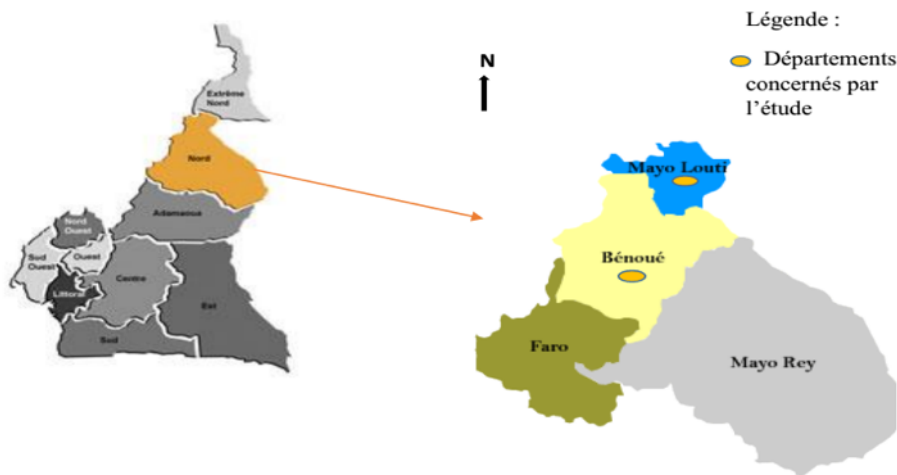 Extrême
Nord
Nord
Adamaoua
Nord
Ouest
Sud
Ouest
Ouest
Littoral
Centre
Est
Sud
N
Légende :
Départements
concernés par
l'étude
Mayo Louti
Bénoué
Faro
Mayo Rey